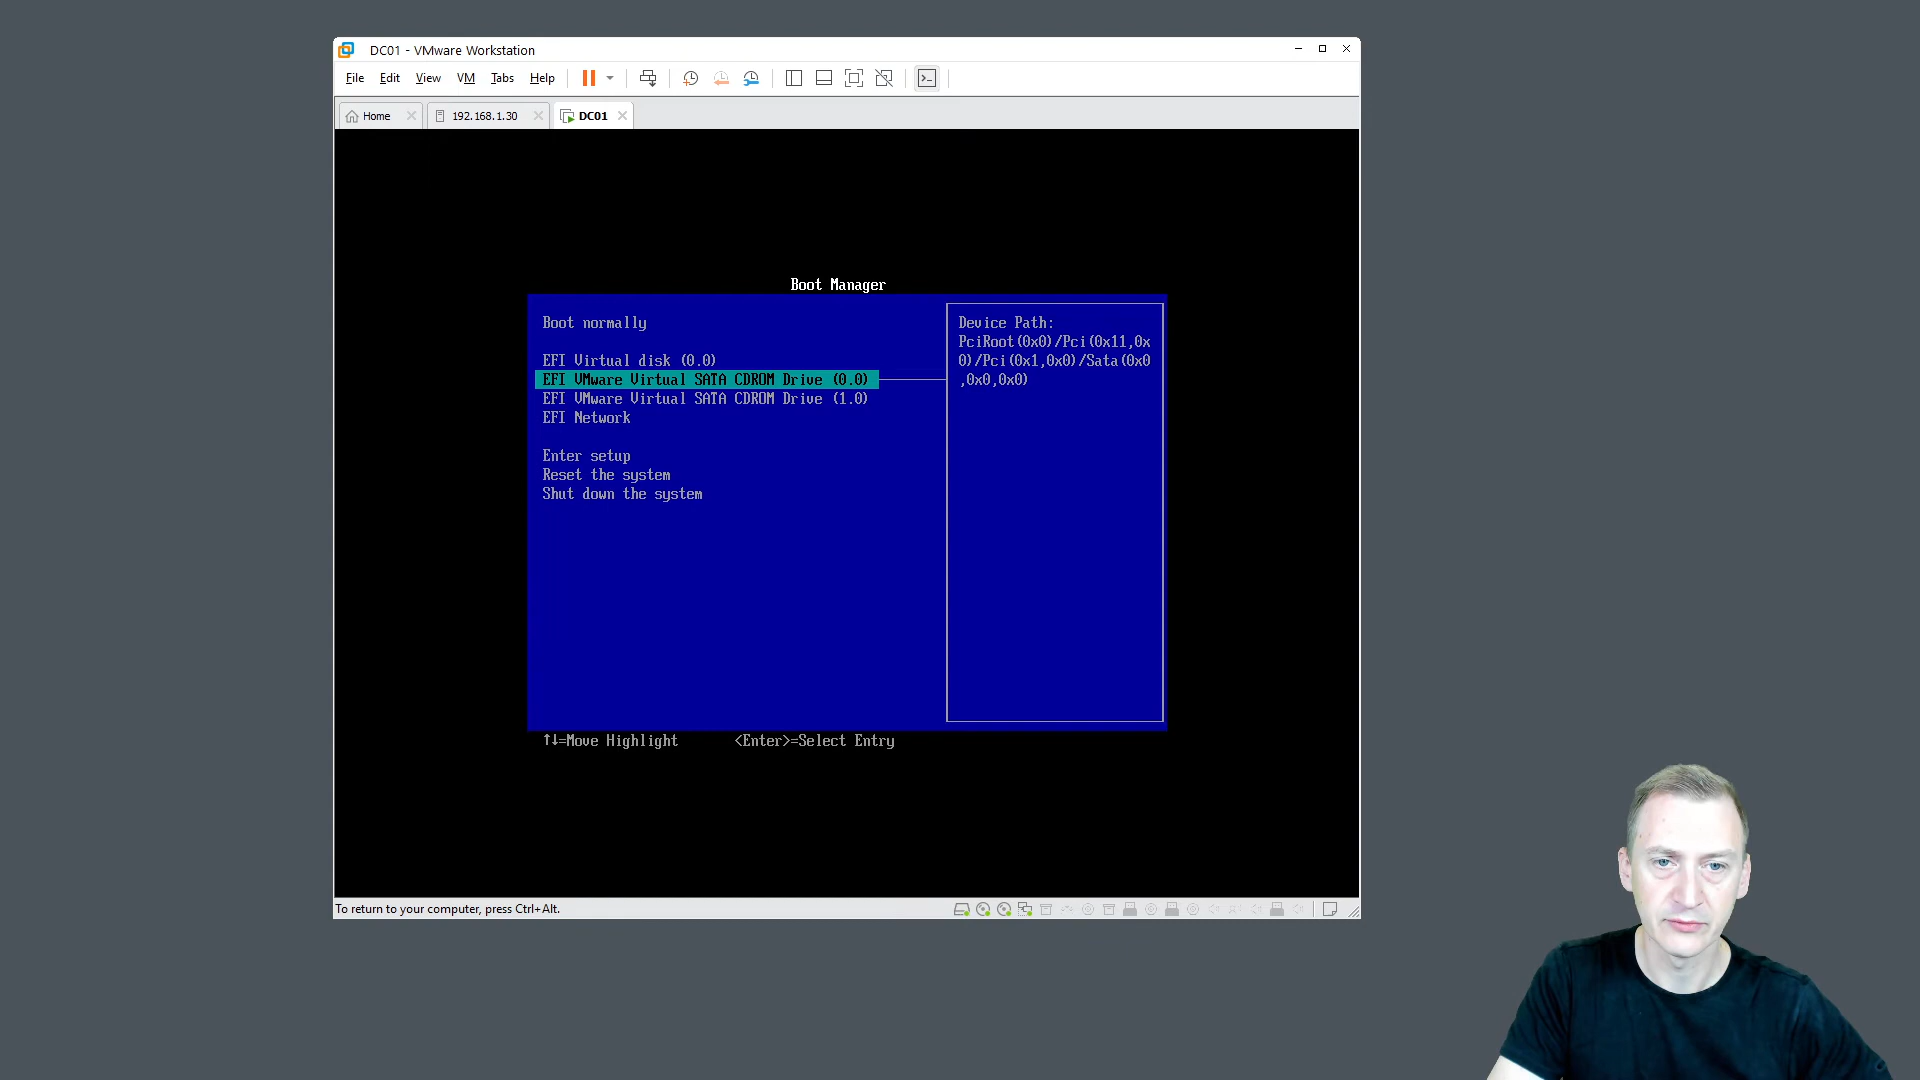 DC01 - VMware Workstation
File Edit View VM Tabs Help
Home 192.168.1.30 DC01
Boot Manager
Boot normally
EFI Virtual disk (0.0)
EFI VMware Virtual SATA CDROM Drive (0.0)
EFI VMware Virtual SATA CDROM Drive (1.0)
EFI Network
Enter setup
Reset the system
Shut down the system
Device Path:
PciRoot(0x0)/Pci(0x11,0x
0)/Pci(0x1,0x0)/Sata(0x0
,0x0,0x0)
↑↓=Move Highlight <Enter>=Select Entry
To return to your computer, press Ctrl+Alt.